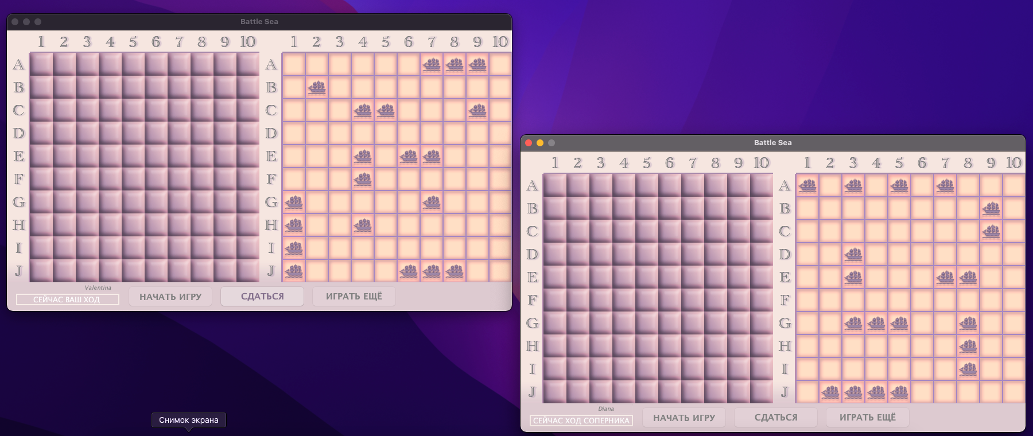 Battle Sea
1 2 3 4 5 6 7 8 9 10 1 2 3 4 5 6 7 8 9 10
A A
B B
C C
D D
E E
F F
G G
H H
I I
J J
Valentina
СЕЙЧАС ВАШ ХОД НАЧАТЬ ИГРУ СДАТЬСЯ ИГРАТЬ ЕЩЁ
Battle Sea
1 2 3 4 5 6 7 8 9 10 1 2 3 4 5 6 7 8 9 10
A A
B B
C C
D D
E E
F F
G G
H H
I I
J J
Diana
СЕЙЧАС ХОД СОПЕРНИКА НАЧАТЬ ИГРУ СДАТЬСЯ ИГРАТЬ ЕЩЁ
Снимок экрана